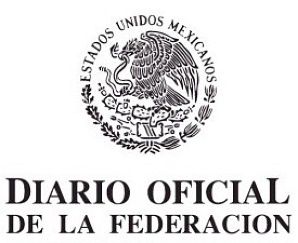 ESTADOS UNIDOS MEXICANOS
DIARIO OFICIAL
DE LA FEDERACION